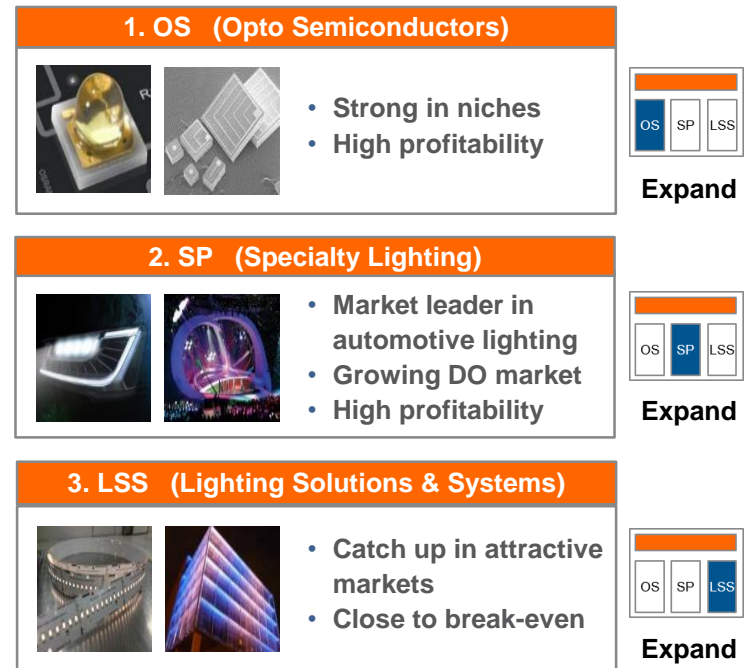 1. OS (Opto Semiconductors)
• Strong in niches
• High profitability
OS SP LSS
Expand
2. SP (Specialty Lighting)
• Market leader in
automotive lighting
• Growing DO market
• High profitability
OS SP LSS
Expand
3. LSS (Lighting Solutions & Systems)
• Catch up in attractive
markets
• Close to break-even
OS SP LSS
Expand